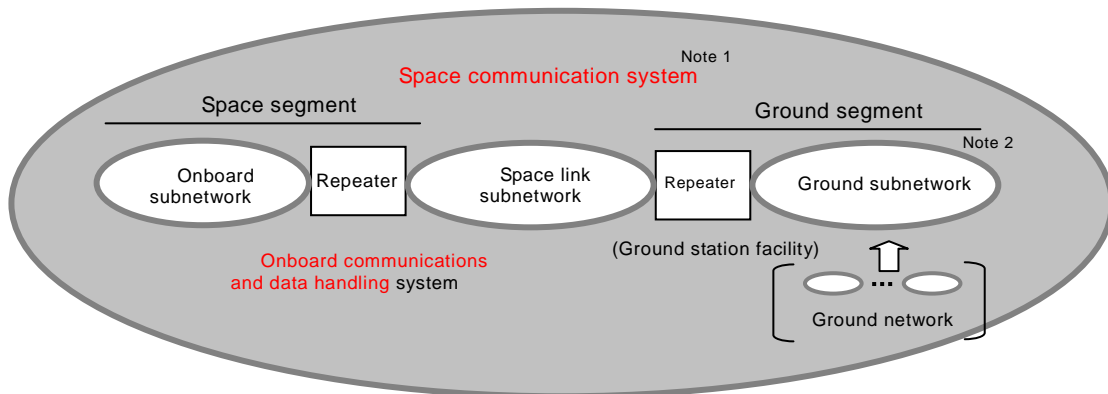 Note 1
Space communication system
Space segment
Ground segment
Note 2
Onboard
subnetwork
Repeater
Space link
subnetwork
Repeater
Ground subnetwork
(Ground station facility)
Onboard communications
and data handling system
...
Ground network